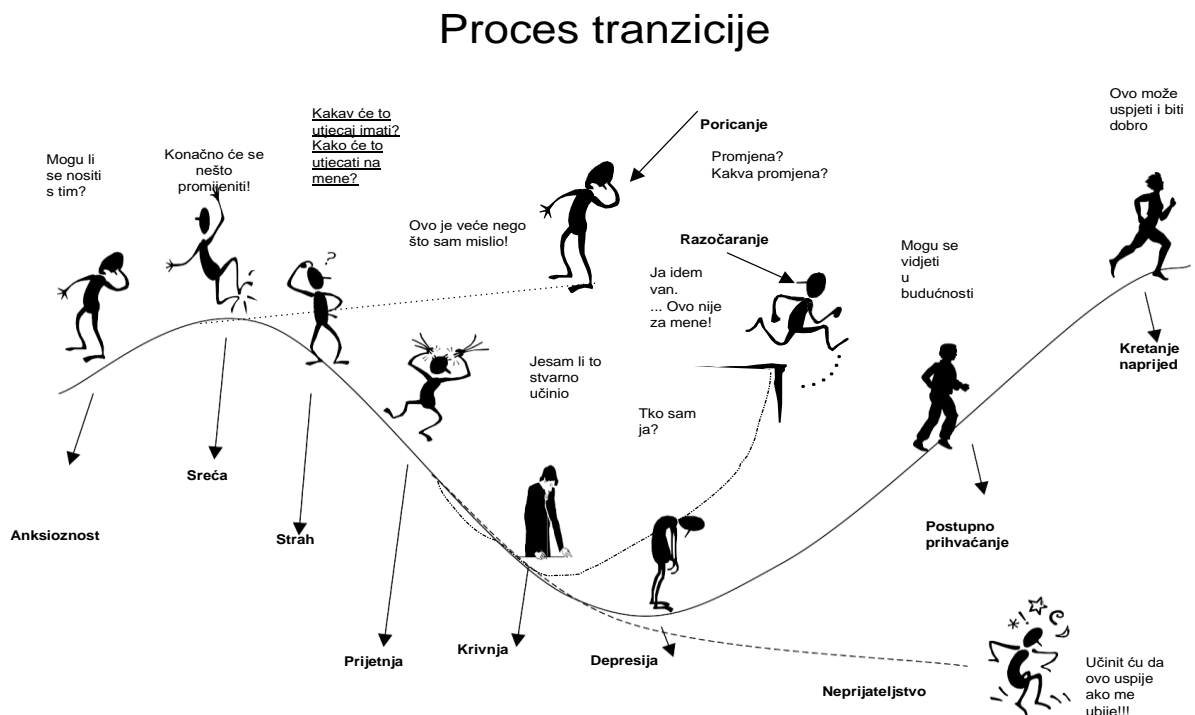 Proces tranzicije
Mogu li
se nositi
s tim?
Konačno će se
nešto
promijeniti!
Kakav će to
utjecaj imati?
Kako će to
utjecati na
mene?
Ovo je veće nego
što sam mislio!
Poricanje
Promjena?
Kakva promjena?
Razočaranje
Ja idem
van.
... Ovo nije
za mene!
Mogu se
vidjeti
u
budućnosti
Ovo može
uspjeti i biti
dobro
Kretanje
naprijed
Jesam li to
stvarno
učinio
Tko sam
ja?
?
Anksioznost
Sreća
Strah
Prijetnja
Krivnja
Depresija
Postupno
prihvaćanje
Neprijateljstvo
*!
Učinit ću da
ovo uspije
ako me
ubije!!!